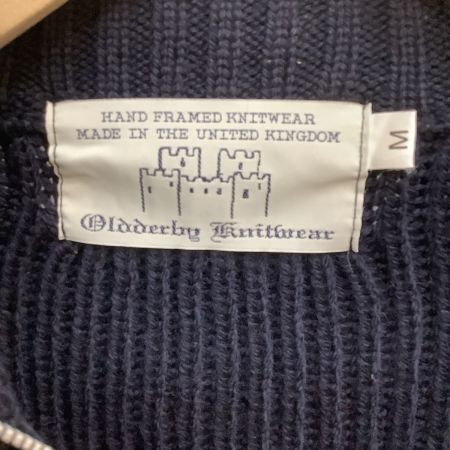 HAND FRAMED KNITWEAR
MADE IN THE UNITED KINGDOM
Oldderby Knitwear
M